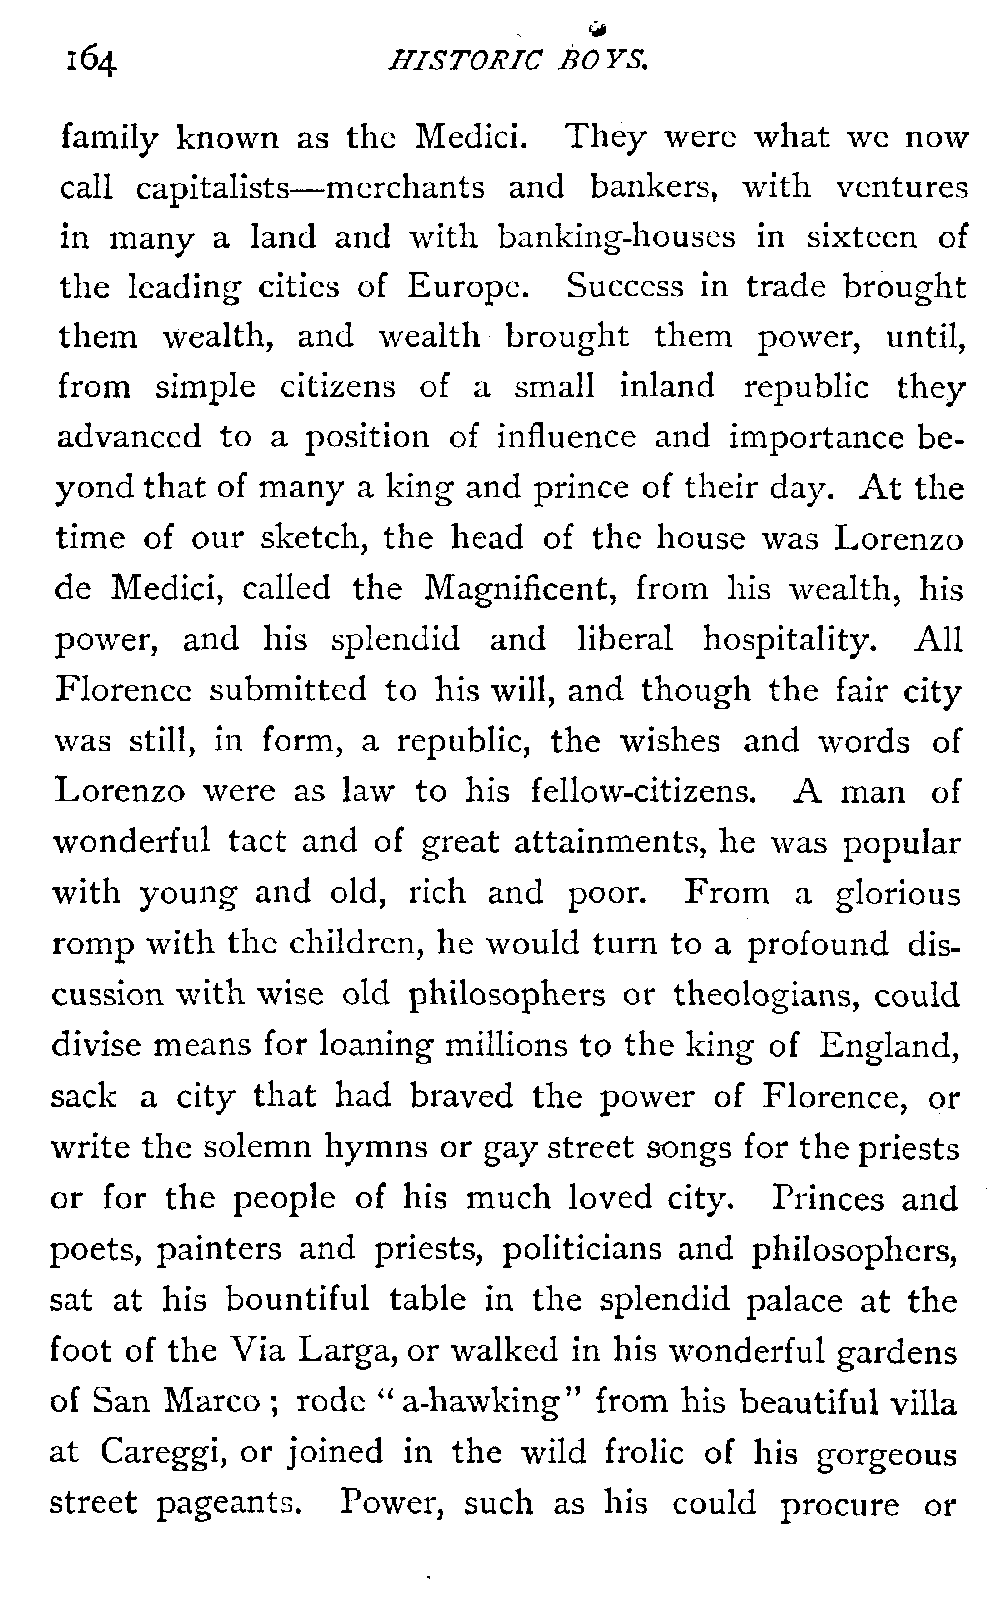 164 HISTORIC BOYS.
family known as the Medici. They were what we now
call capitalists—merchants and bankers, with ventures
in many a land and with banking-houses in sixteen of
the leading cities of Europe. Success in trade brought
them wealth, and wealth brought them power, until,
from simple citizens of a small inland republic they
advanced to a position of influence and importance be-
yond that of many a king and prince of their day. At the
time of our sketch, the head of the house was Lorenzo
de Medici, called the Magnificent, from his wealth, his
power, and his splendid and liberal hospitality. All
Florence submitted to his will, and though the fair city
was still, in form, a republic, the wishes and words of
Lorenzo were as law to his fellow-citizens. A man of
wonderful tact and of great attainments, he was popular
with young and old, rich and poor. From a glorious
romp with the children, he would turn to a profound dis-
cussion with wise old philosophers or theologians, could
divise means for loaning millions to the king of England,
sack a city that had braved the power of Florence, or
write the solemn hymns or gay street songs for the priests
or for the people of his much loved city. Princes and
poets, painters and priests, politicians and philosophers,
sat at his bountiful table in the splendid palace at the
foot of the Via Larga, or walked in his wonderful gardens
of San Marco ; rode “ a-hawking” from his beautiful villa
at Careggi, or joined in the wild frolic of his gorgeous
street pageants. Power, such as his could procure or